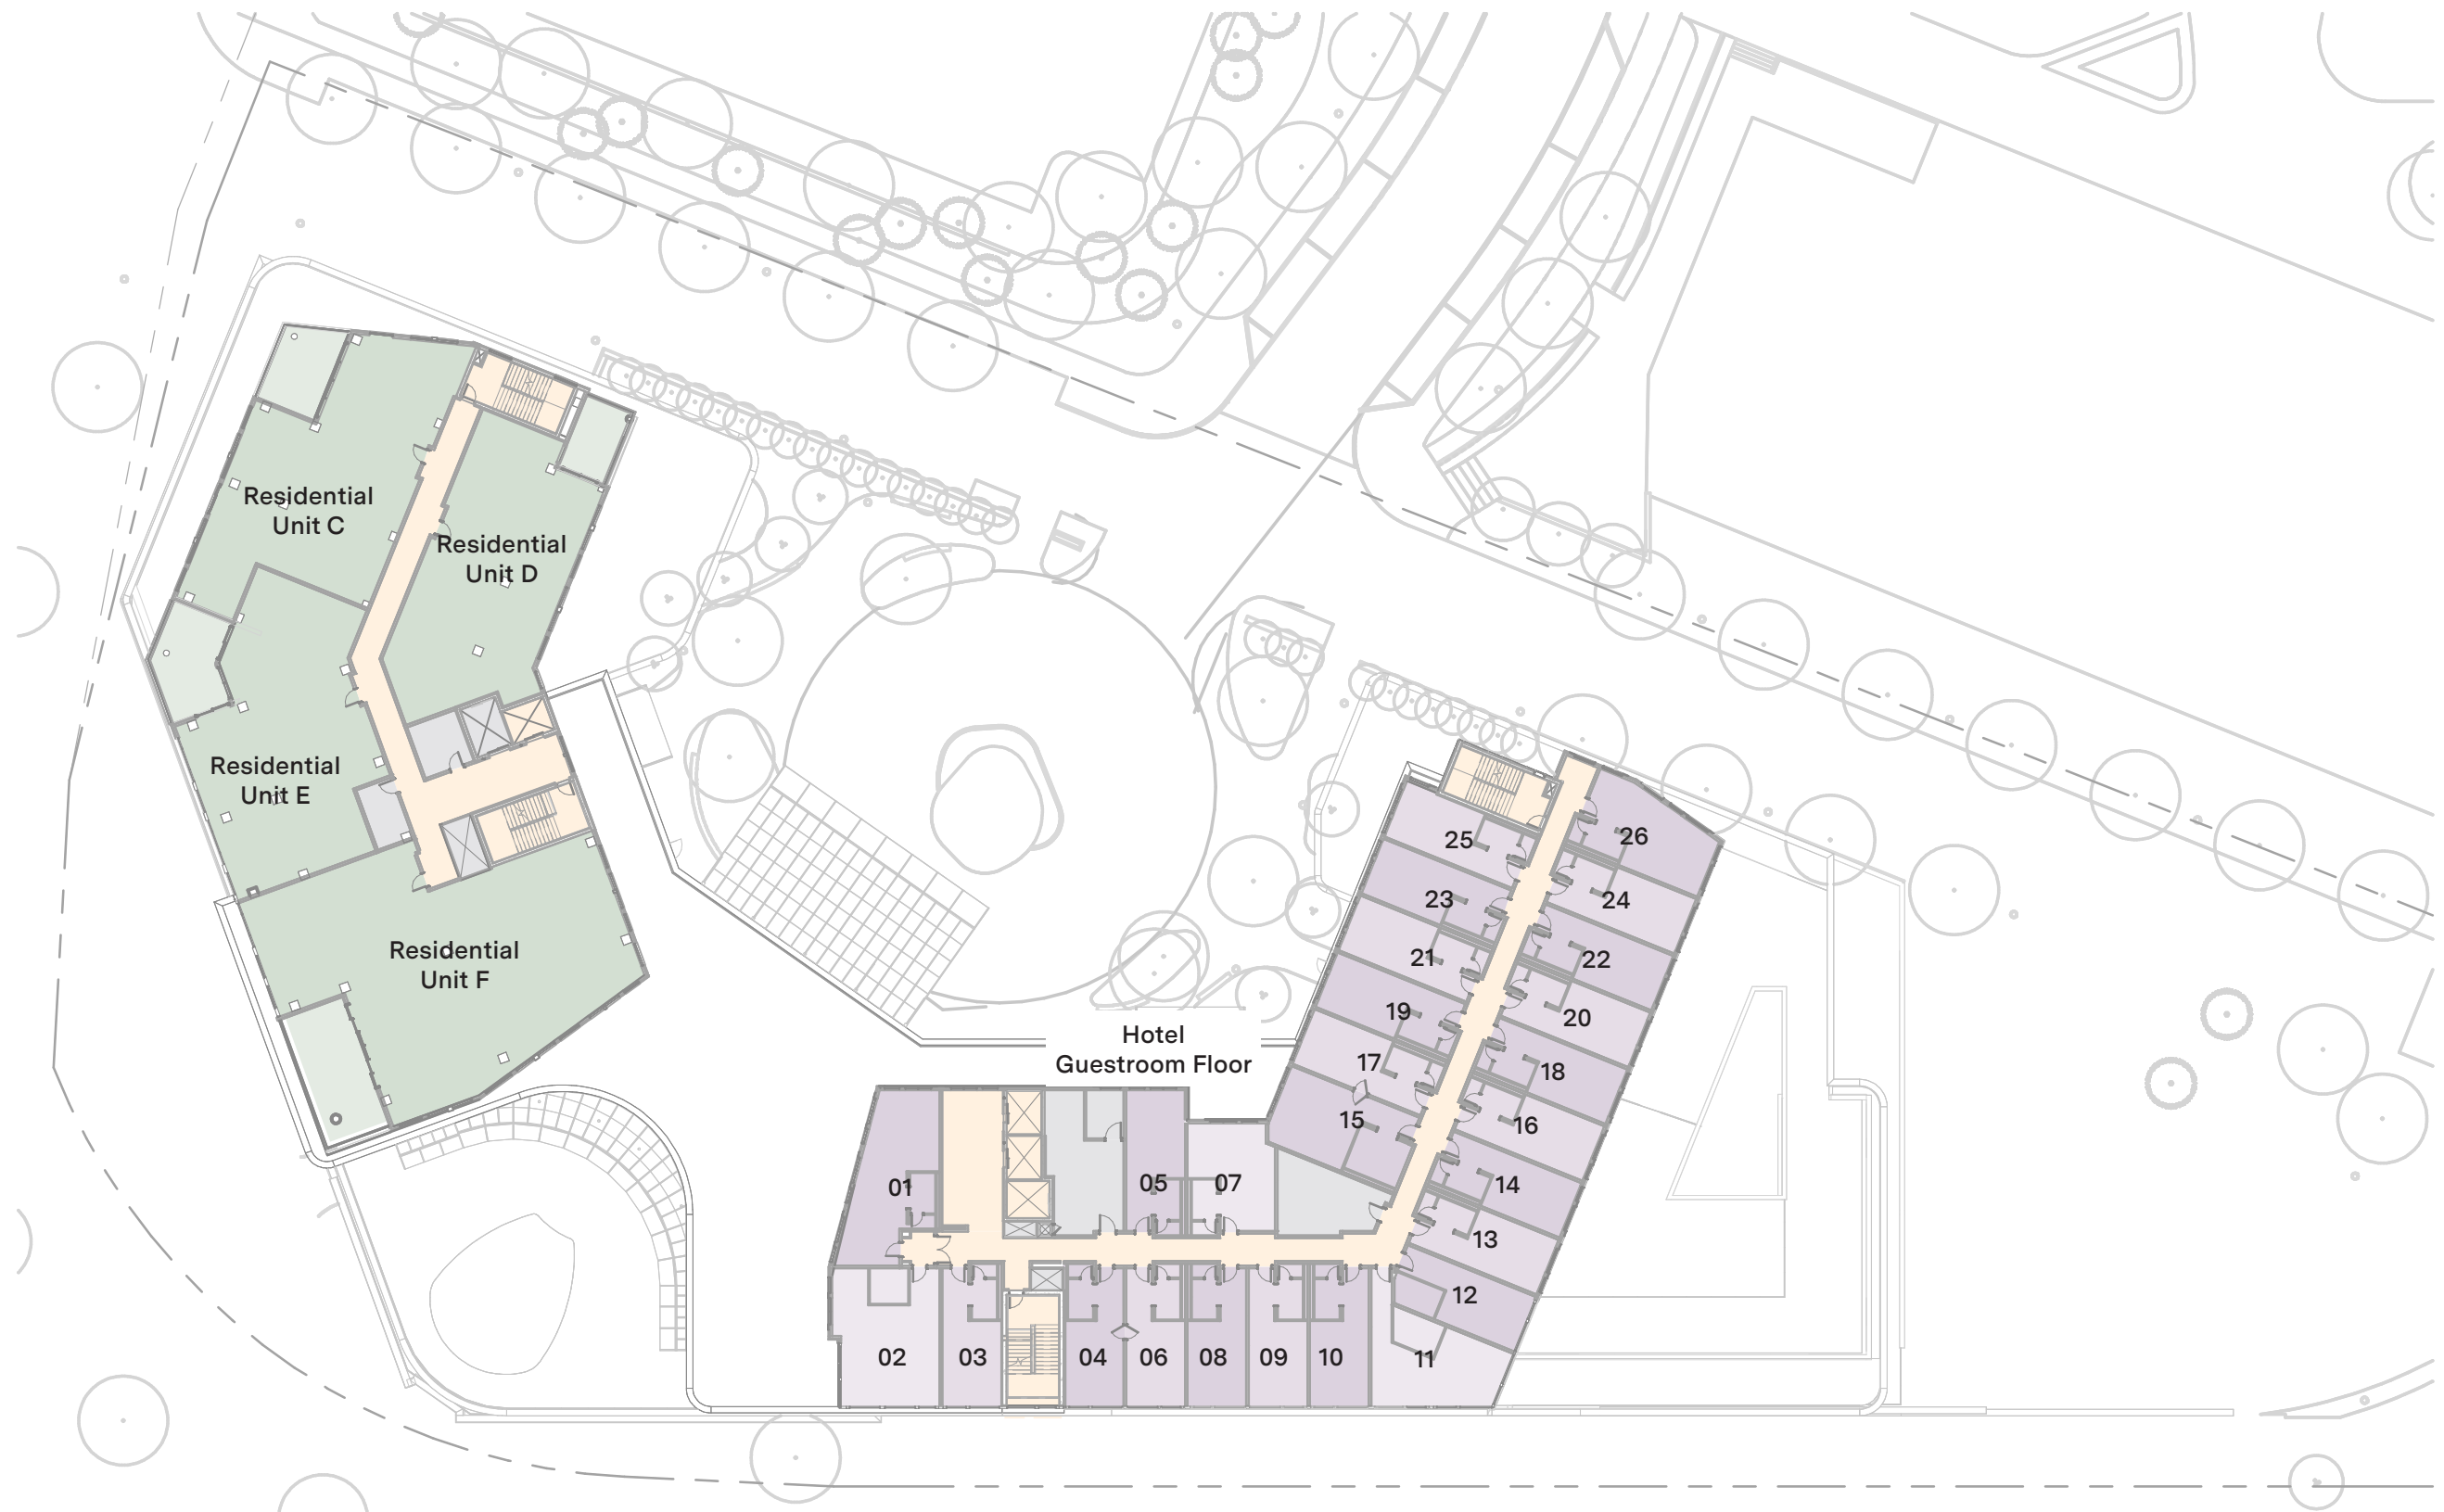 Residential
Unit C
Residential
Unit D
Residential
Unit E
Residential
Unit F
Hotel
Guestroom Floor
25
26
23
24
21
22
19
20
17
18
15
16
14
13
12
11
01
05
07
02
03
04
06
08
09
10